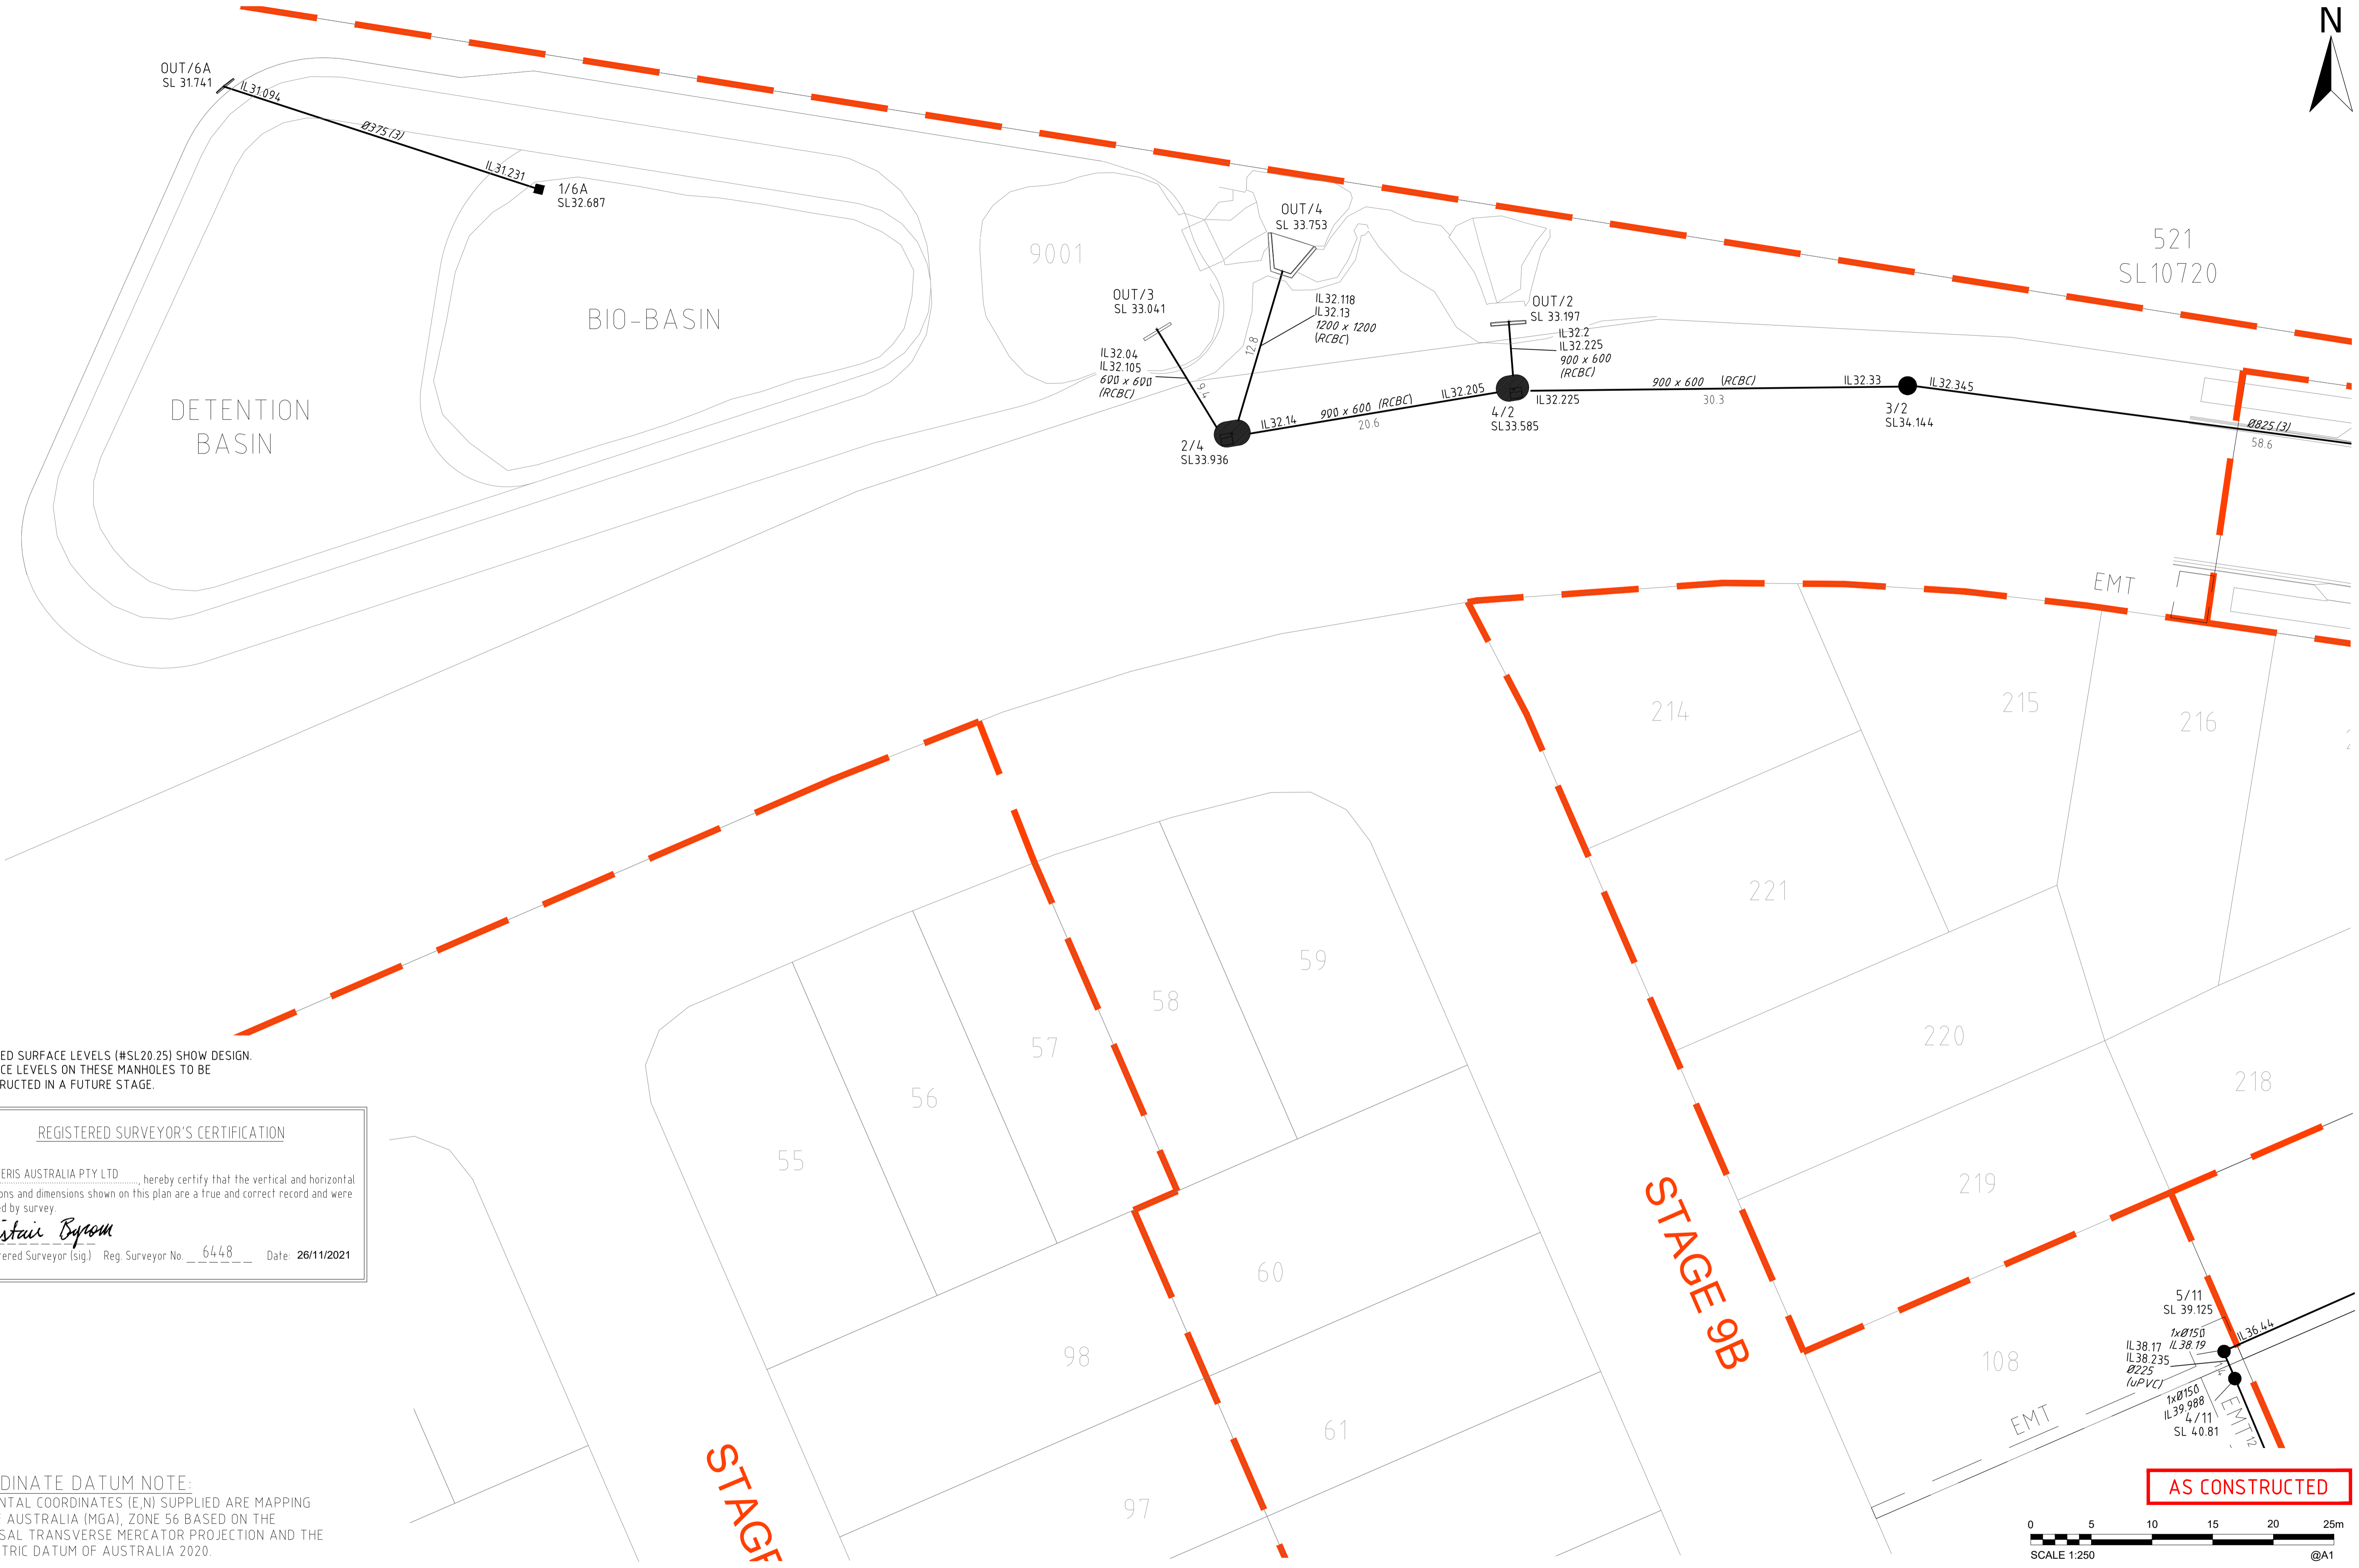 N
OUT/6A
SL 31.741
IL31.094
Ø375 (3)
IL31.231
1/6A
SL32.687
BIO-BASIN
DETENTION
BASIN
9001
OUT/4
SL 33.753
OUT/3
SL 33.041
IL32.118
IL32.13
1200 x 1200
(RCBC)
12.8
IL32.04
IL32.105
600 x 600
(RCBC)
9.4
2/4
SL33.936
IL32.14
900 x 600 (RCBC)
20.6
IL32.205
OUT/2
SL 33.197
IL32.2
IL32.225
900 x 600
(RCBC)
4/2
SL33.585
IL32.225
900 x 600 (RCBC)
30.3
IL32.33
3/2
SL34.144
IL32.345
Ø825 (3)
58.6
521
SL10720
EMT
214
215
216
221
220
218
219
108
59
58
57
56
55
60
98
61
97
STAGE 9B
STAGE
5/11
SL 39.125
1xØ150
IL38.19
IL36.44
IL38.17
IL38.235
Ø225
(uPVC)
1.4
1xØ150
IL39.988
4/11
SL 40.81
EMT
12
EMT
ED SURFACE LEVELS (#SL20.25) SHOW DESIGN.
CE LEVELS ON THESE MANHOLES TO BE
RUCTED IN A FUTURE STAGE.
REGISTERED SURVEYOR'S CERTIFICATION
ERIS AUSTRALIA PTY LTD, hereby certify that the vertical and horizontal
ons and dimensions shown on this plan are a true and correct record and were
ed by survey.
stair Byrom
tered Surveyor (sig.) Reg. Surveyor No. 6448 Date: 26/11/2021
DINATE DATUM NOTE:
NTAL COORDINATES (E,N) SUPPLIED ARE MAPPING
F AUSTRALIA (MGA), ZONE 56 BASED ON THE
SAL TRANSVERSE MERCATOR PROJECTION AND THE
TRIC DATUM OF AUSTRALIA 2020.
AS CONSTRUCTED
0 5 10 15 20 25m
SCALE 1:250 @A1